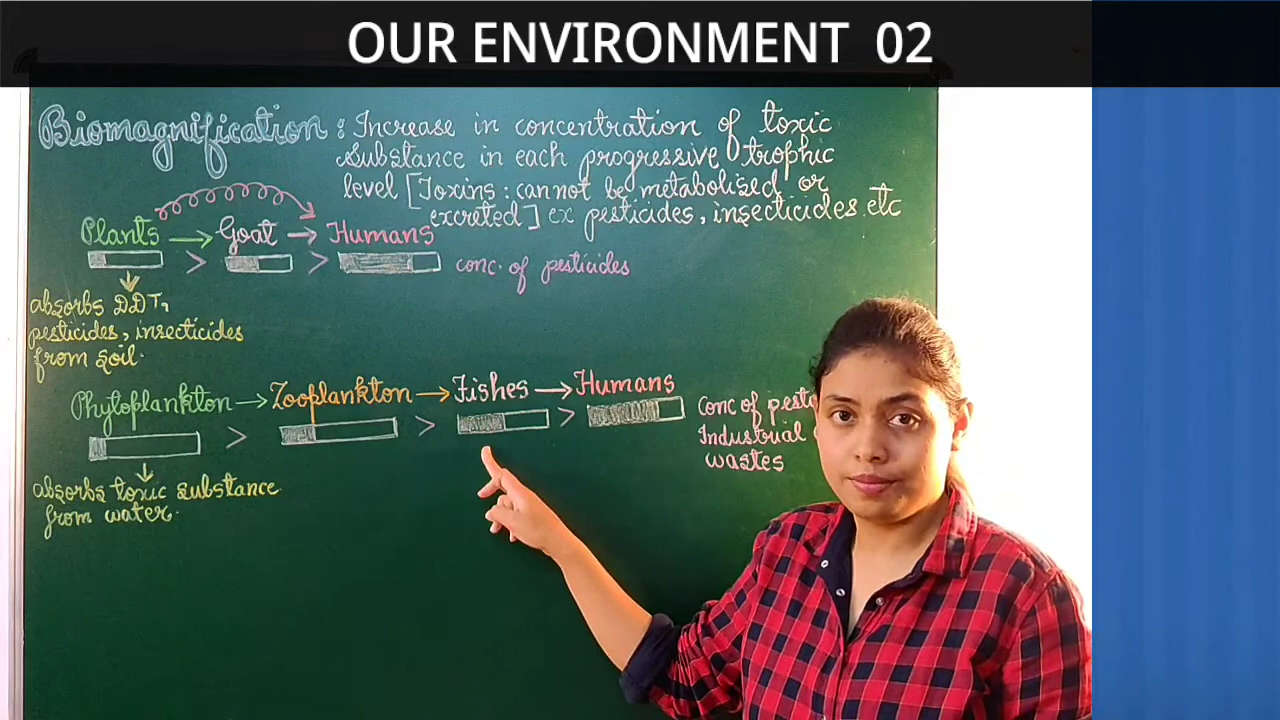 OUR ENVIRONMENT 02
Biomagnification : Increase in concentration of toxic
substance in each progressive trophic
level [Toxins : cannot be metabolised or
excreted] ex pesticides, insecticides etc
Plants → Goat → Humans
> > conc. of pesticides
absorbs DDT,
pesticides, insecticides
from soil.
Phytoplankton → Zooplankton → Fishes → Humans
> > >
Conc of
Industrial
wastes
absorbs toxic substance
from water.